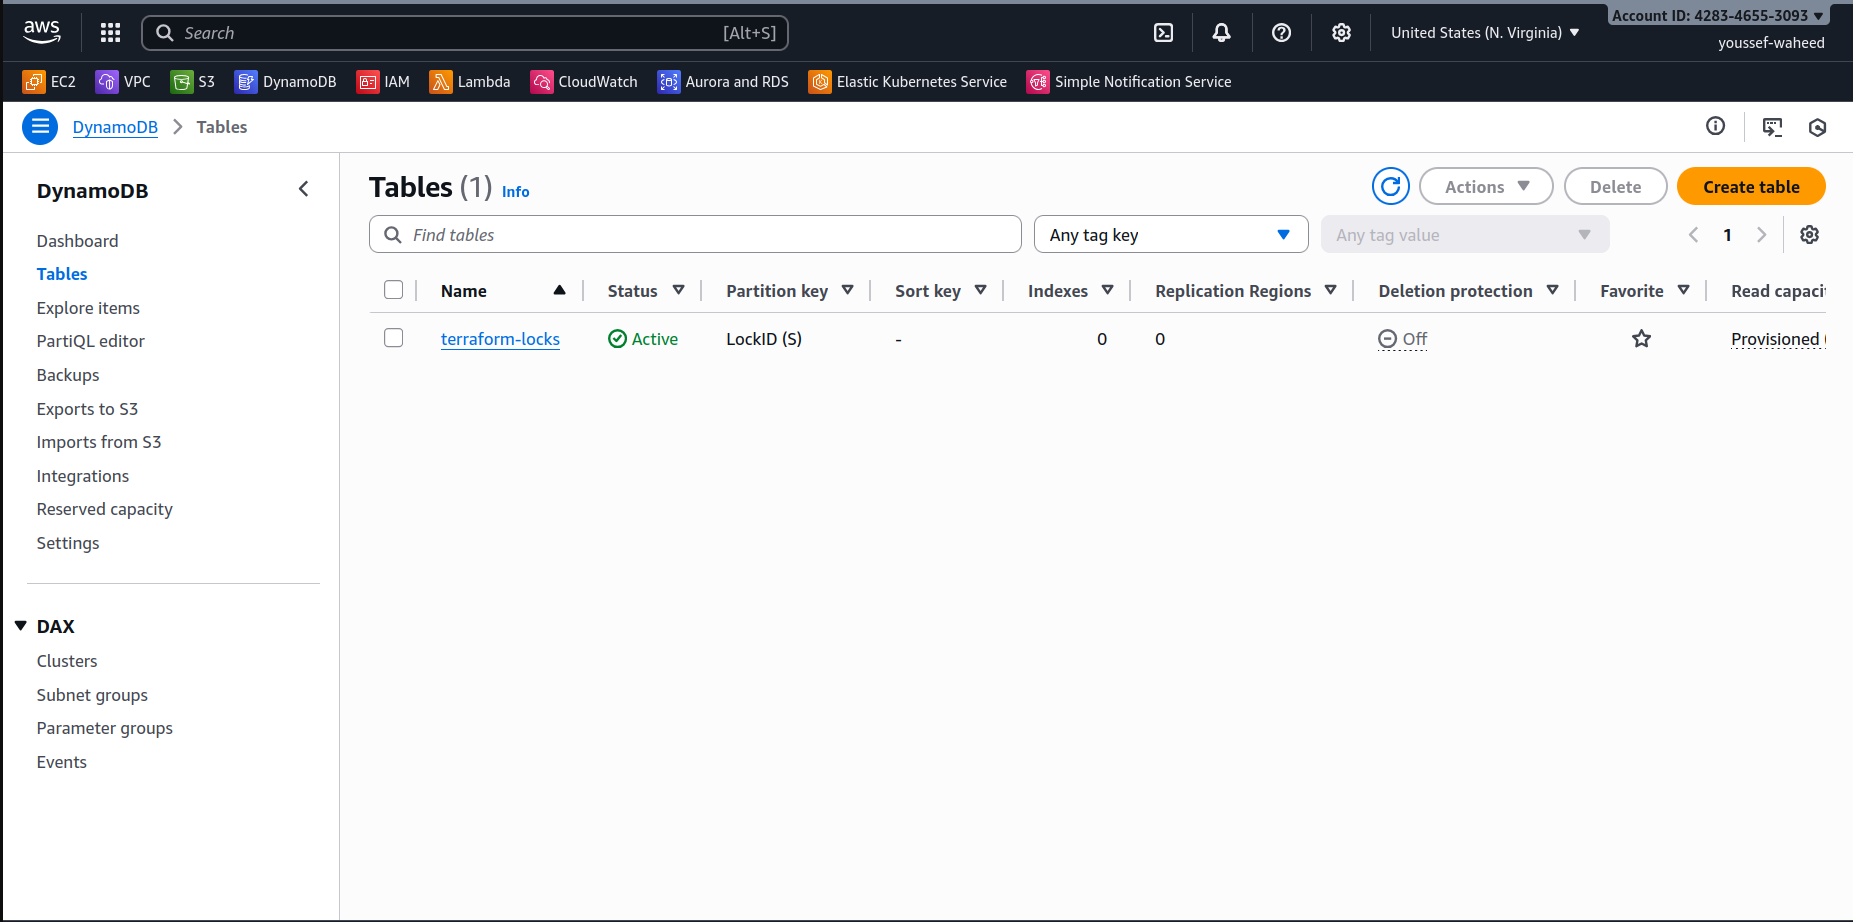 aws
Search [Alt+S]
United States (N. Virginia)
Account ID: 4283-4655-3093
youssef-waheed
EC2 VPC S3 DynamoDB IAM Lambda CloudWatch Aurora and RDS Elastic Kubernetes Service Simple Notification Service
DynamoDB Tables
DynamoDB
Dashboard
Tables
Explore items
PartiQL editor
Backups
Exports to S3
Imports from S3
Integrations
Reserved capacity
Settings
DAX
Clusters
Subnet groups
Parameter groups
Events
Tables (1) Info
Actions Delete Create table
Find tables Any tag key Any tag value 1
Name Status Partition key Sort key Indexes Replication Regions Deletion protection Favorite Read capaci
terraform-locks Active LockID (S) - 0 0 Off Provisioned (